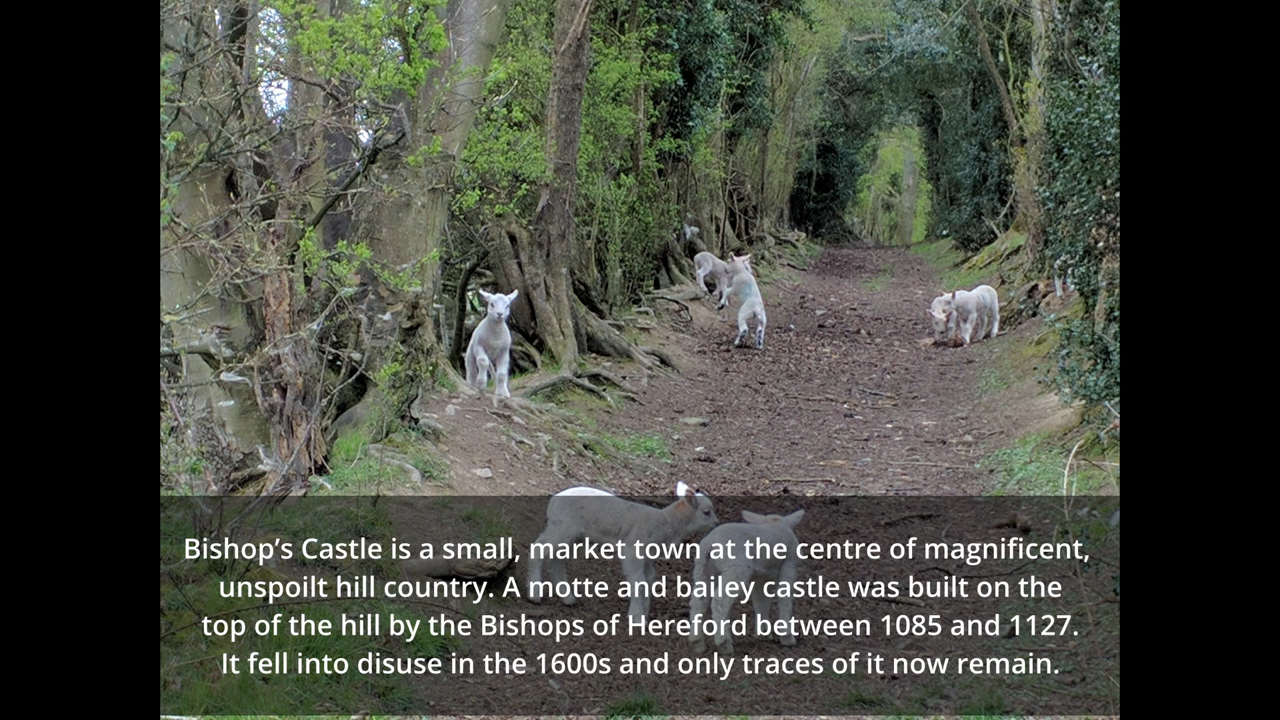 Bishop’s Castle is a small, market town at the centre of magnificent,
unspoilt hill country. A motte and bailey castle was built on the
top of the hill by the Bishops of Hereford between 1085 and 1127.
It fell into disuse in the 1600s and only traces of it now remain.